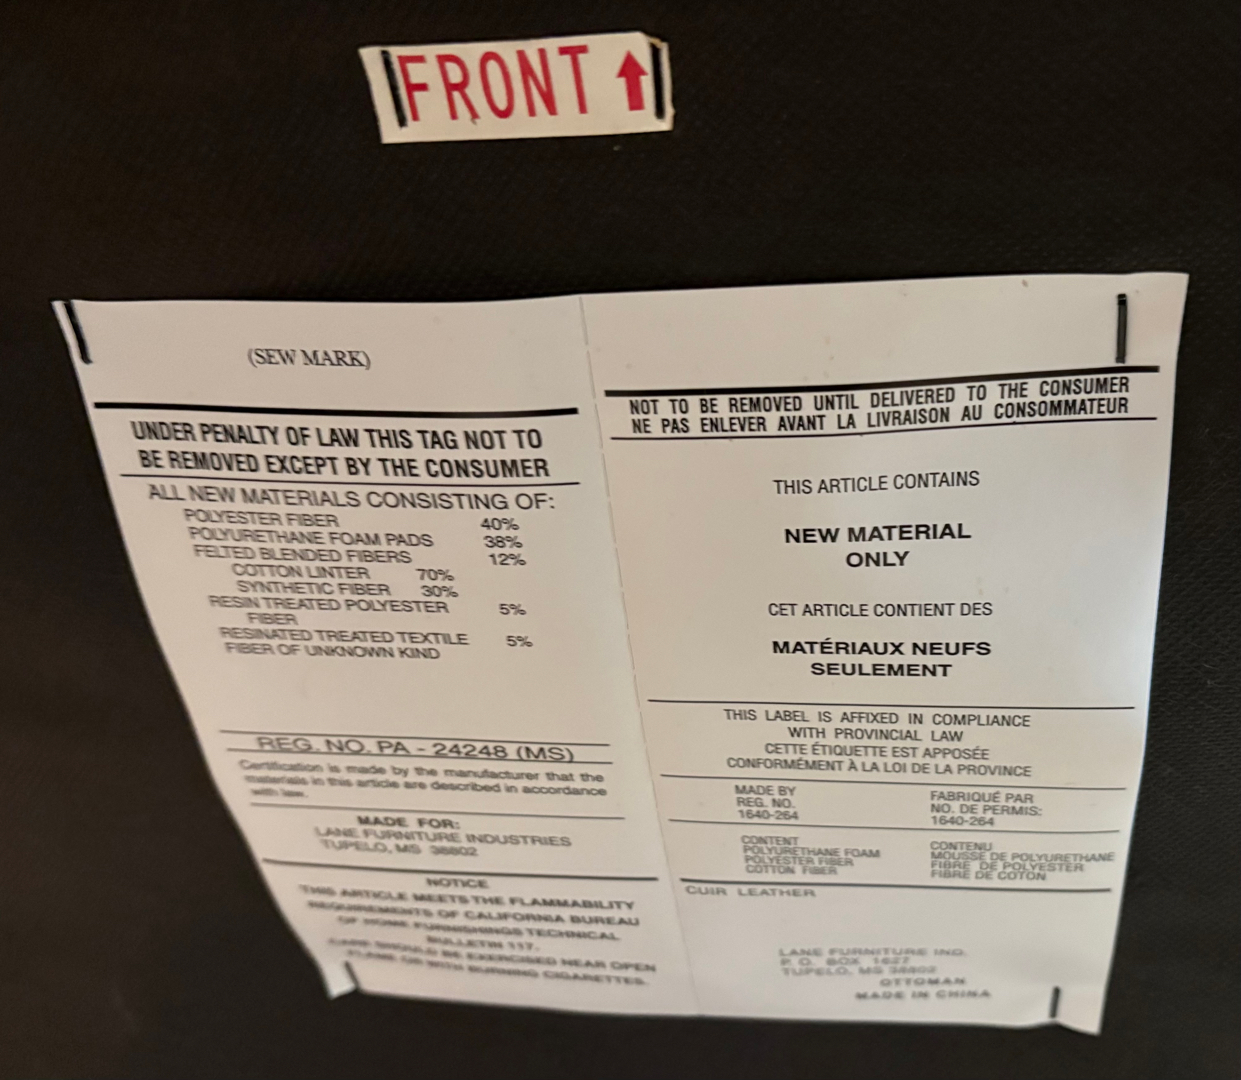 FRONT
(SEW MARK)
UNDER PENALTY OF LAW THIS TAG NOT TO
BE REMOVED EXCEPT BY THE CONSUMER
ALL NEW MATERIALS CONSISTING OF:
POLYESTER FIBER 40%
POLYURETHANE FOAM PADS 38%
FELTED BLENDED FIBERS 12%
COTTON LINTER 70%
SYNTHETIC FIBER 30%
RESIN TREATED POLYESTER 5%
FIBER
RESINATED TREATED TEXTILE 5%
FIBER OF UNKNOWN KIND
REG. NO. PA - 24248 (MS)
Certification is made by the manufacturer that the
materials in this article are described in accordance
with law.
MADE FOR:
LANE FURNITURE INDUSTRIES
TUPELO, MS 38802
NOTICE
THIS ARTICLE MEETS THE FLAMMABILITY
REQUIREMENTS OF CALIFORNIA BUREAU
OF HOME FURNISHINGS TECHNICAL
BULLETIN 117.
CARE SHOULD BE EXERCISED NEAR OPEN
FLAME OR WITH BURNING CIGARETTES.
NOT TO BE REMOVED UNTIL DELIVERED TO THE CONSUMER
NE PAS ENLEVER AVANT LA LIVRAISON AU CONSOMMATEUR
THIS ARTICLE CONTAINS
NEW MATERIAL
ONLY
CET ARTICLE CONTIENT DES
MATÉRIAUX NEUFS
SEULEMENT
THIS LABEL IS AFFIXED IN COMPLIANCE
WITH PROVINCIAL LAW
CETTE ÉTIQUETTE EST APPOSÉE
CONFORMÉMENT À LA LOI DE LA PROVINCE
MADE BY
REG. NO.
1640-264
FABRIQUÉ PAR
NO. DE PERMIS:
1640-264
CONTENT
POLYURETHANE FOAM
POLYESTER FIBER
COTTON FIBER
CONTENU
MOUSSE DE POLYURETHANE
FIBRE DE POLYESTER
FIBRE DE COTON
CUIR LEATHER
LANE FURNITURE IND.
P. O. BOX 1627
TUPELO, MS 38802
OTTOMAN
MADE IN CHINA